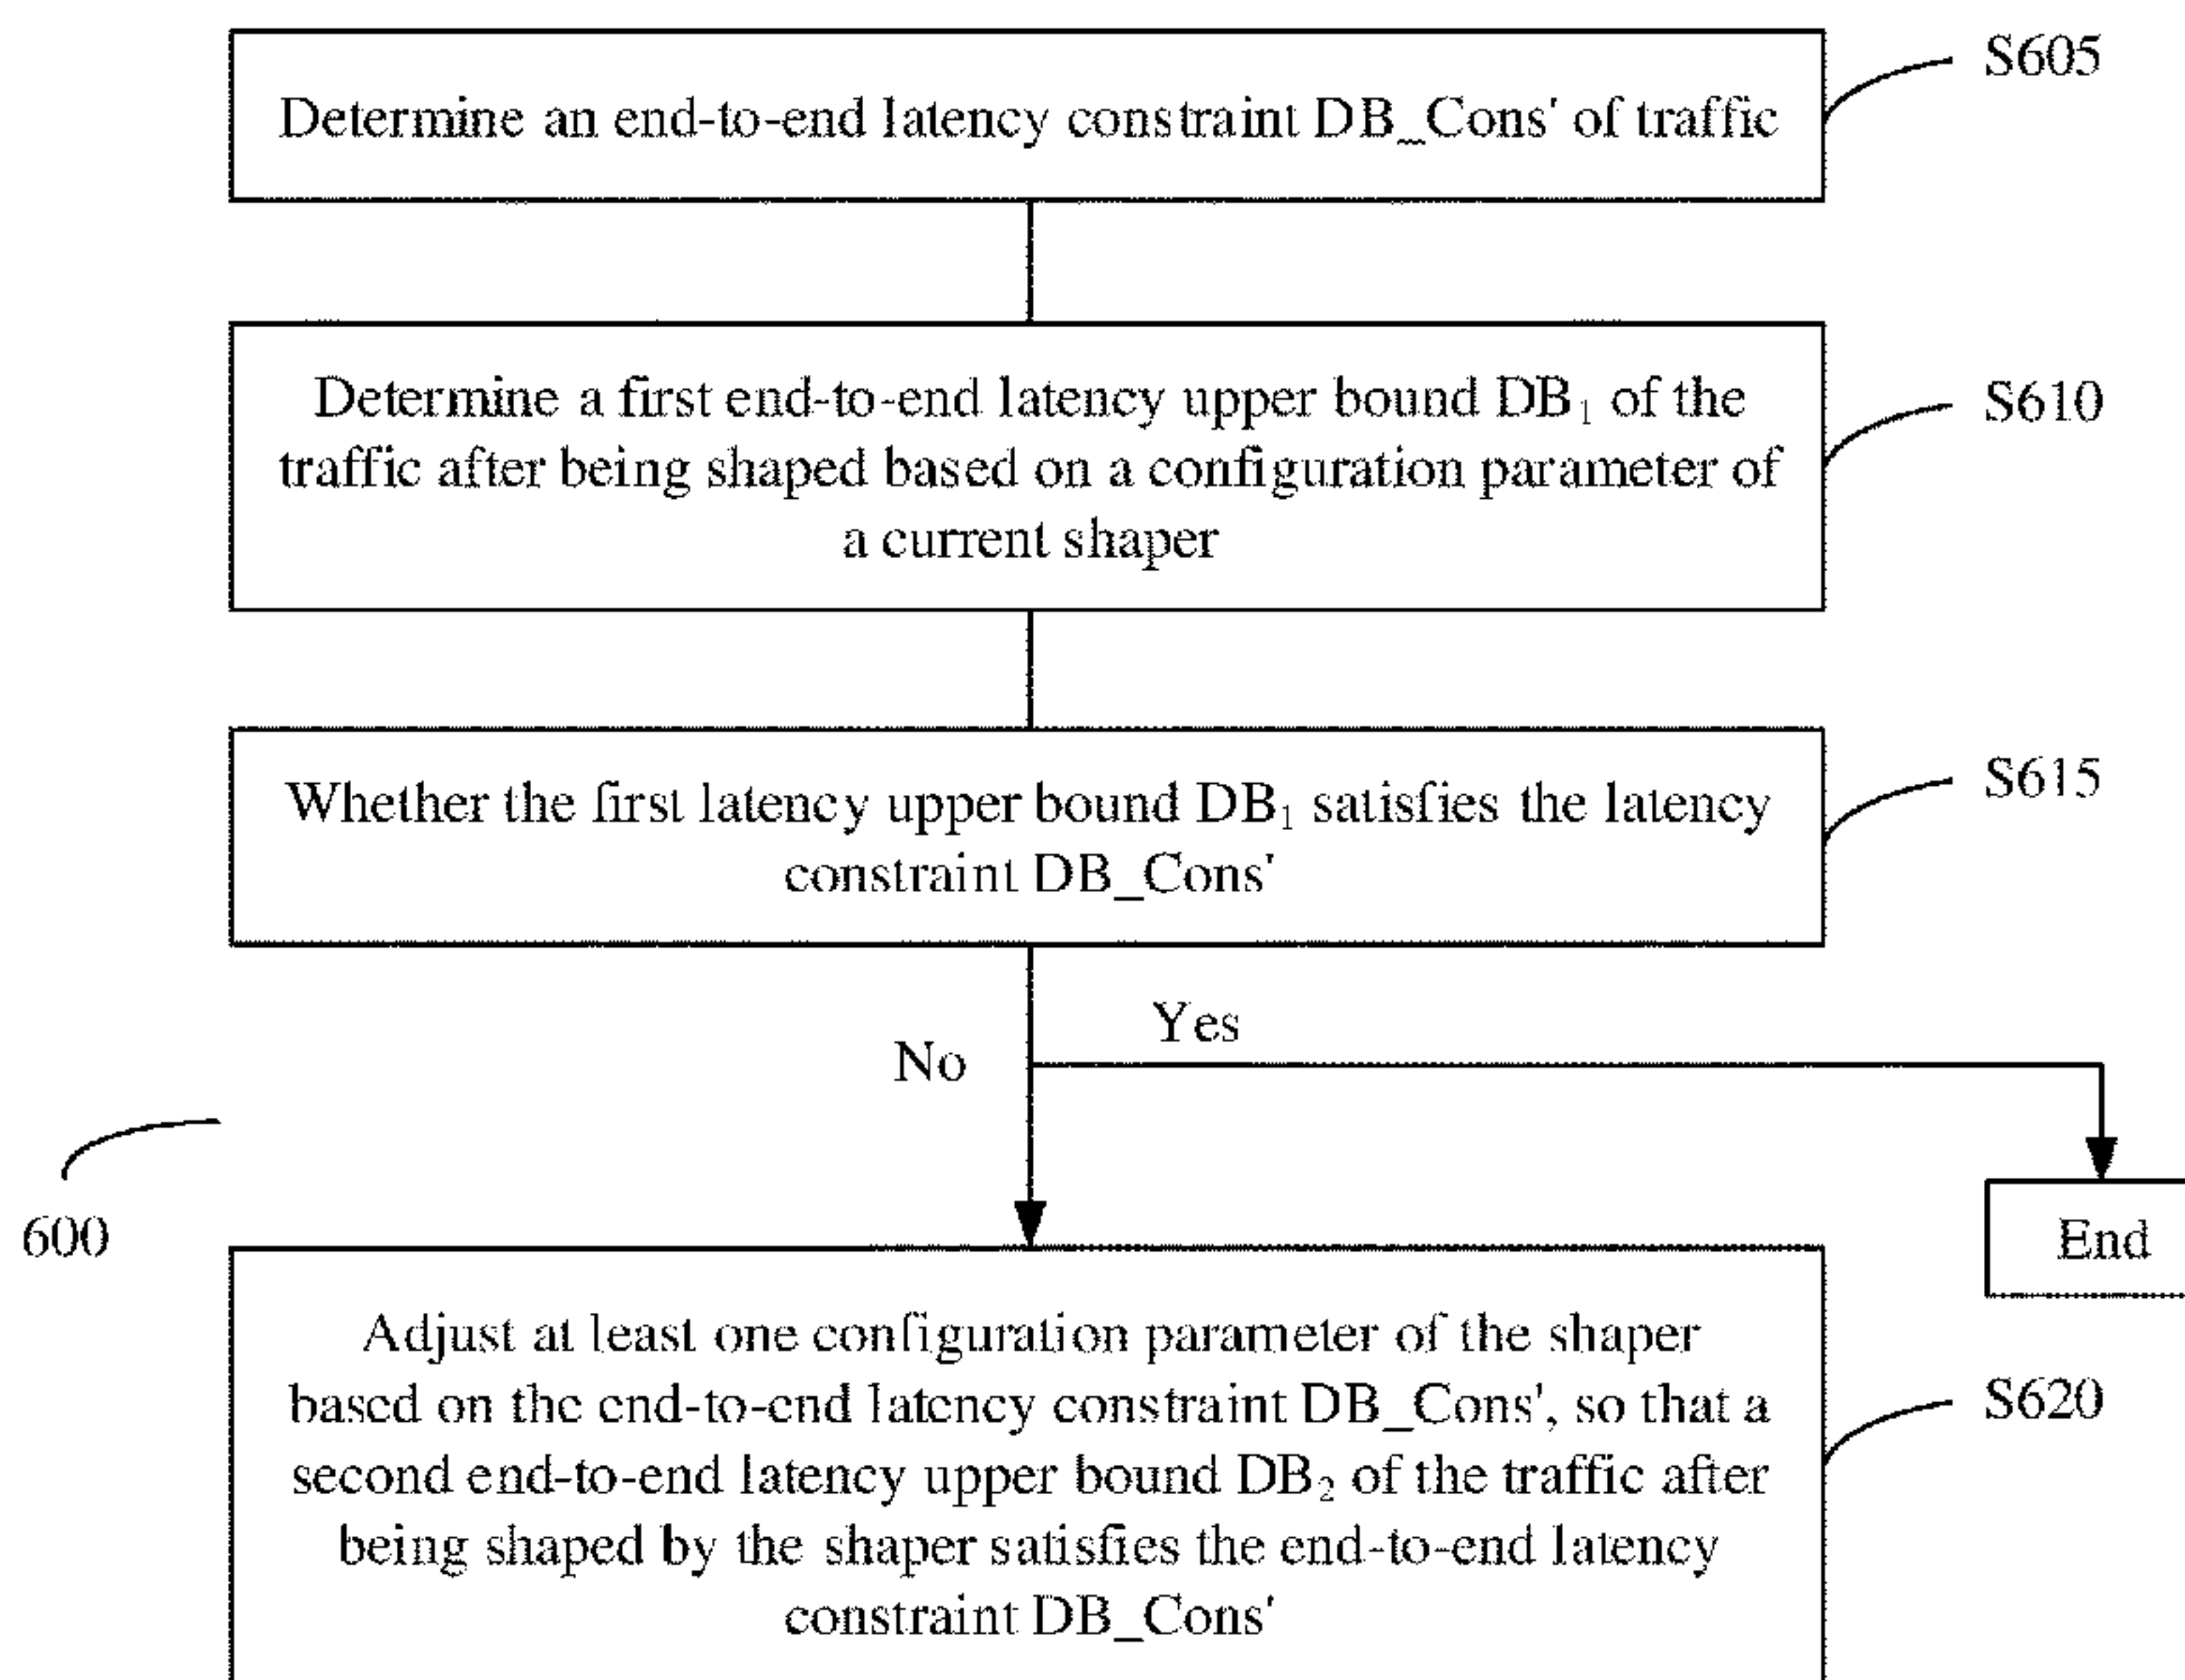 S605
Determine an end-to-end latency constraint DB_Cons' of traffic
Determine a first end-to-end latency upper bound DB₁ of the
traffic after being shaped based on a configuration parameter of
a current shaper
S610
Whether the first latency upper bound DB₁ satisfies the latency
constraint DB_Cons'
S615
Yes
No
600
End
Adjust at least one configuration parameter of the shaper
based on the end-to-end latency constraint DB_Cons', so that a
second end-to-end latency upper bound DB₂ of the traffic after
being shaped by the shaper satisfies the end-to-end latency
constraint DB_Cons'
S620